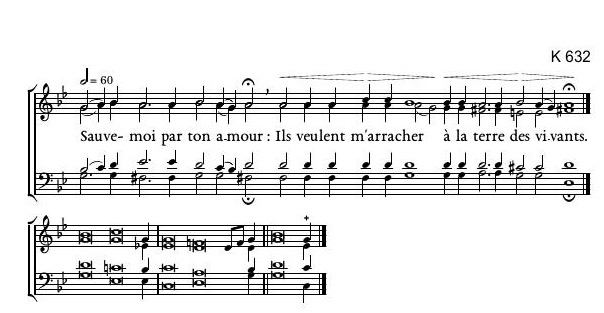 K 632
= 60
Sauve- moi par ton a.mour : Ils veulent m'arracher à la terre des vi.vants.